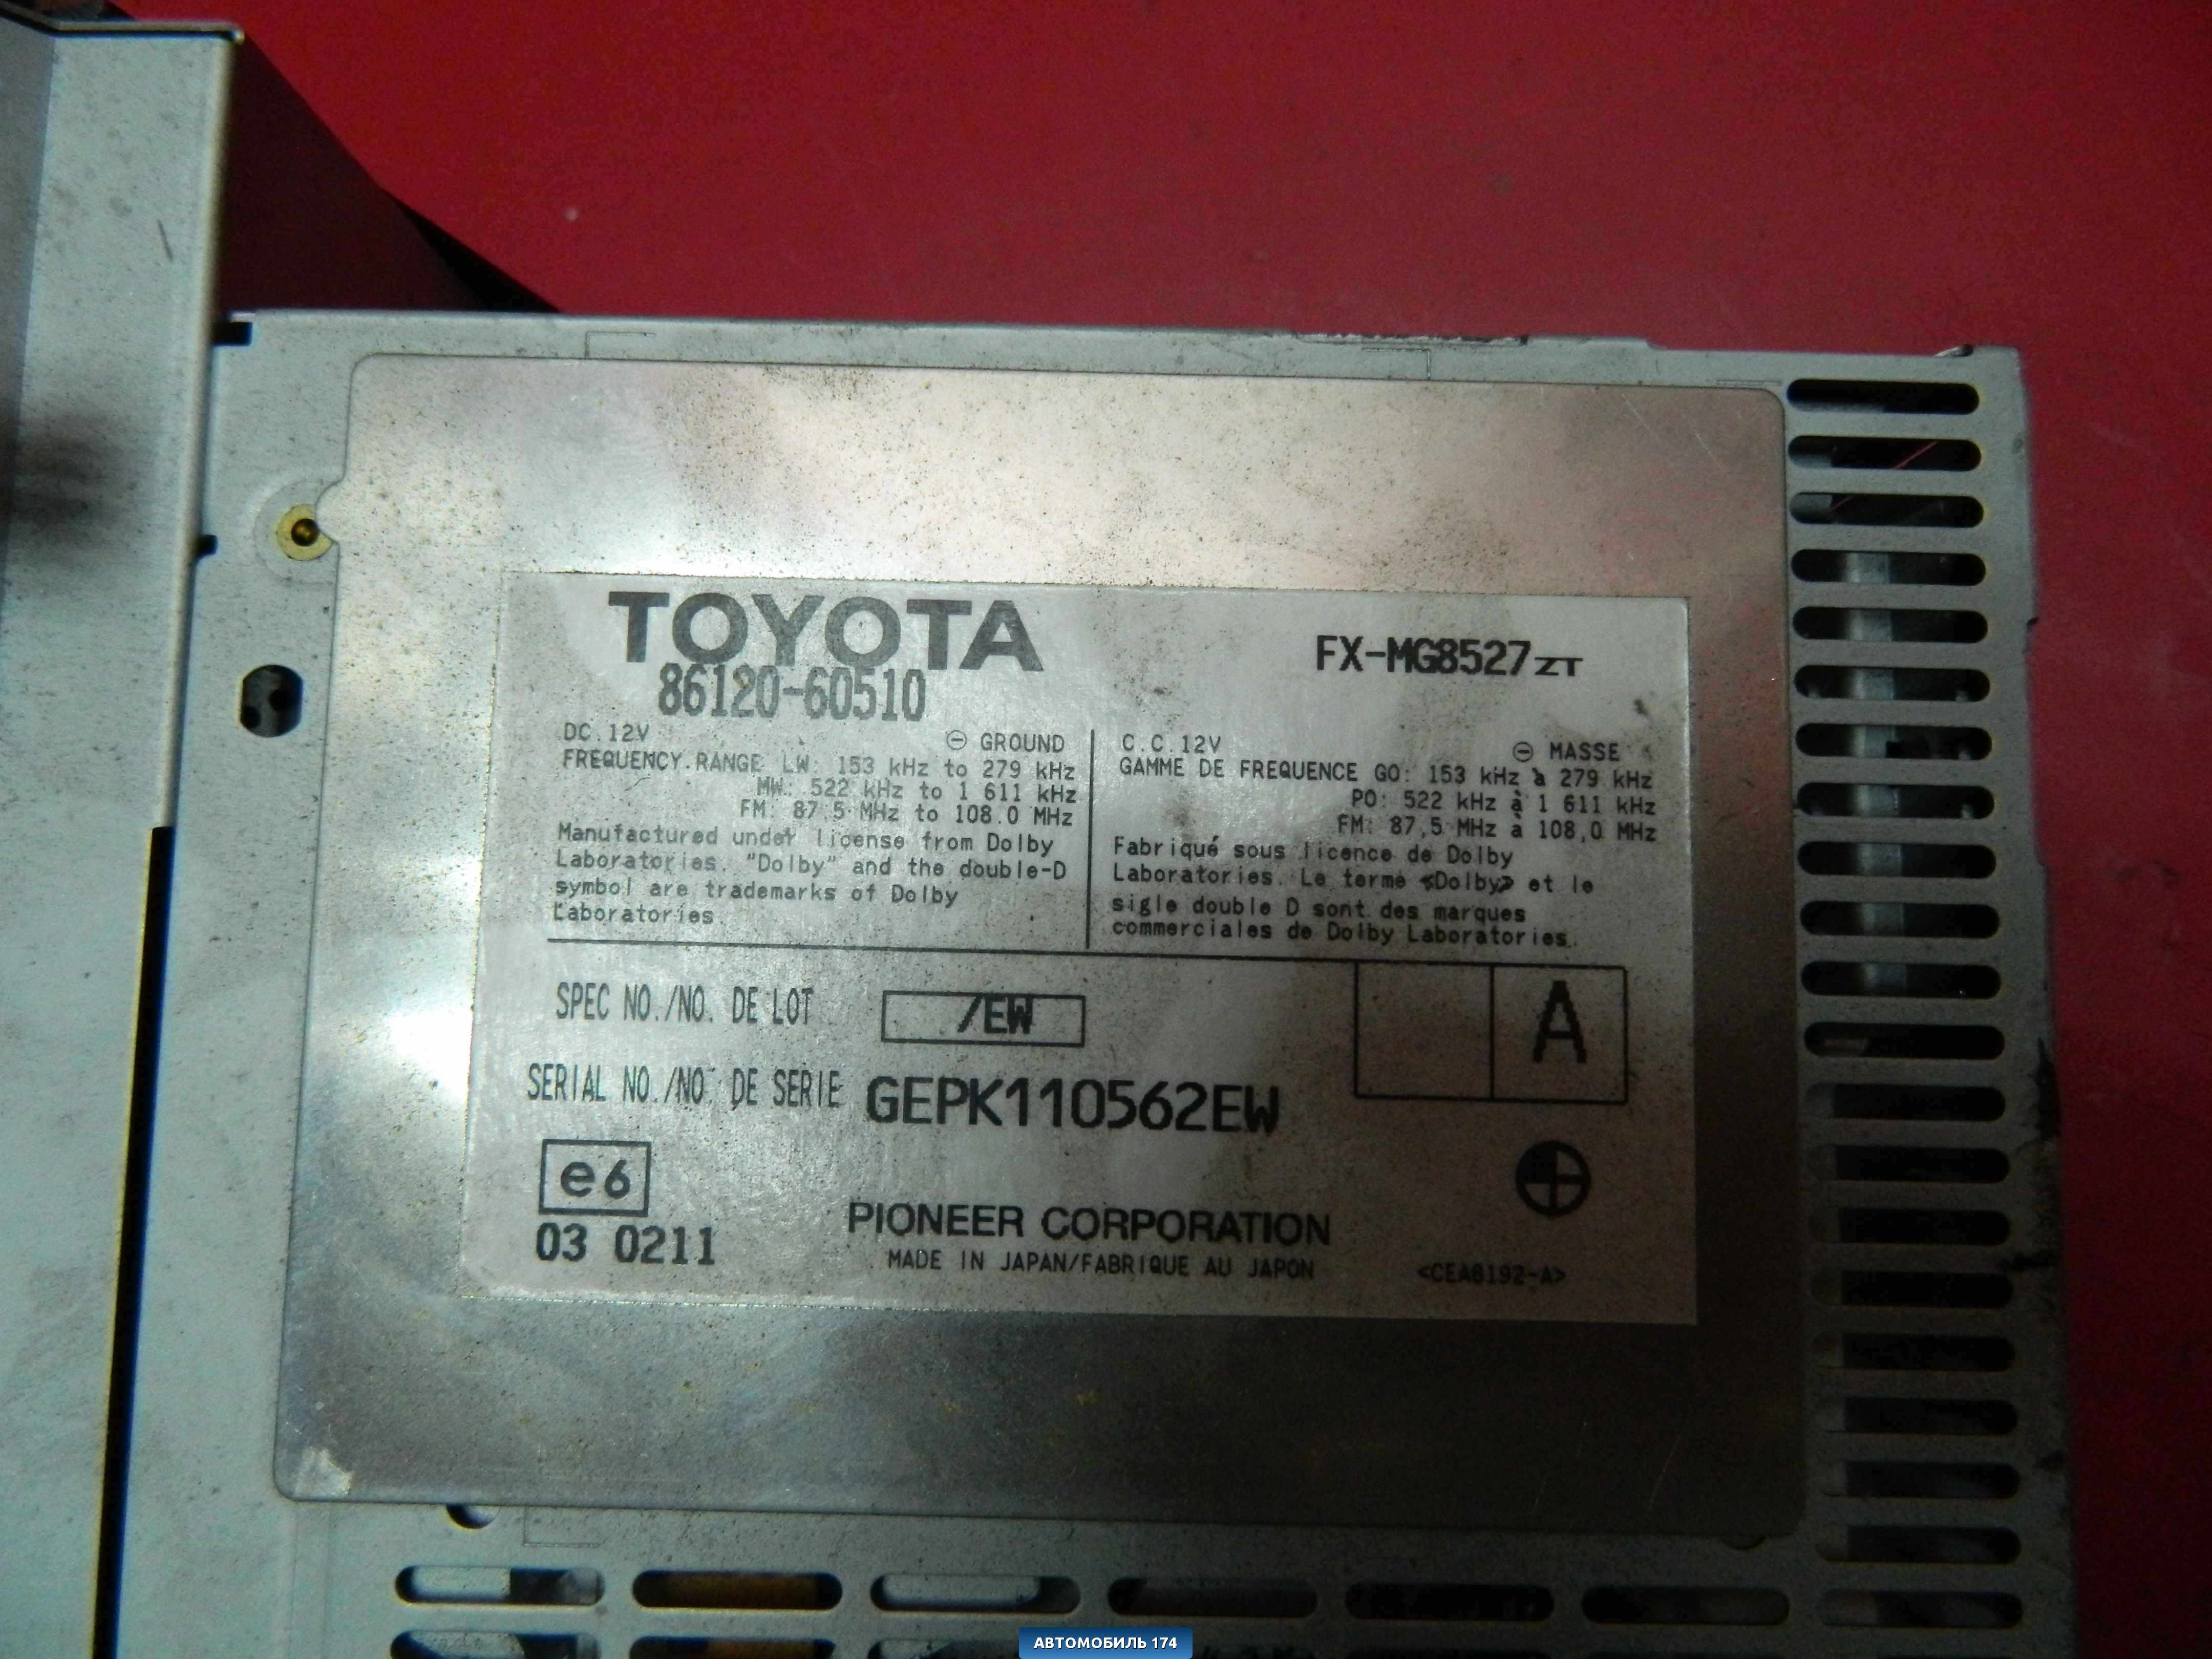 TOYOTA
86120-60510
FX-MG8527ZT
DC.12V ⊖ GROUND
FREQUENCY.RANGE LW: 153 kHz to 279 kHz
MW: 522 kHz to 1 611 kHz
FM: 87.5 MHz to 108.0 MHz
Manufactured under license from Dolby
Laboratories. "Dolby" and the double-D
symbol are trademarks of Dolby
Laboratories.
C.C.12V ⊖ MASSE
GAMME DE FREQUENCE GO: 153 kHz à 279 kHz
PO: 522 kHz à 1 611 kHz
FM: 87,5 MHz à 108,0 MHz
Fabriqué sous licence de Dolby
Laboratories. Le terme «Dolby» et le
sigle double D sont des marques
commerciales de Dolby Laboratories.
SPEC NO./NO. DE LOT /EW
A
SERIAL NO./NO. DE SERIE GEPK110562EW
e6
03 0211
PIONEER CORPORATION
MADE IN JAPAN/FABRIQUE AU JAPON
<CEA8192-A>
АВТОМОБИЛЬ 174